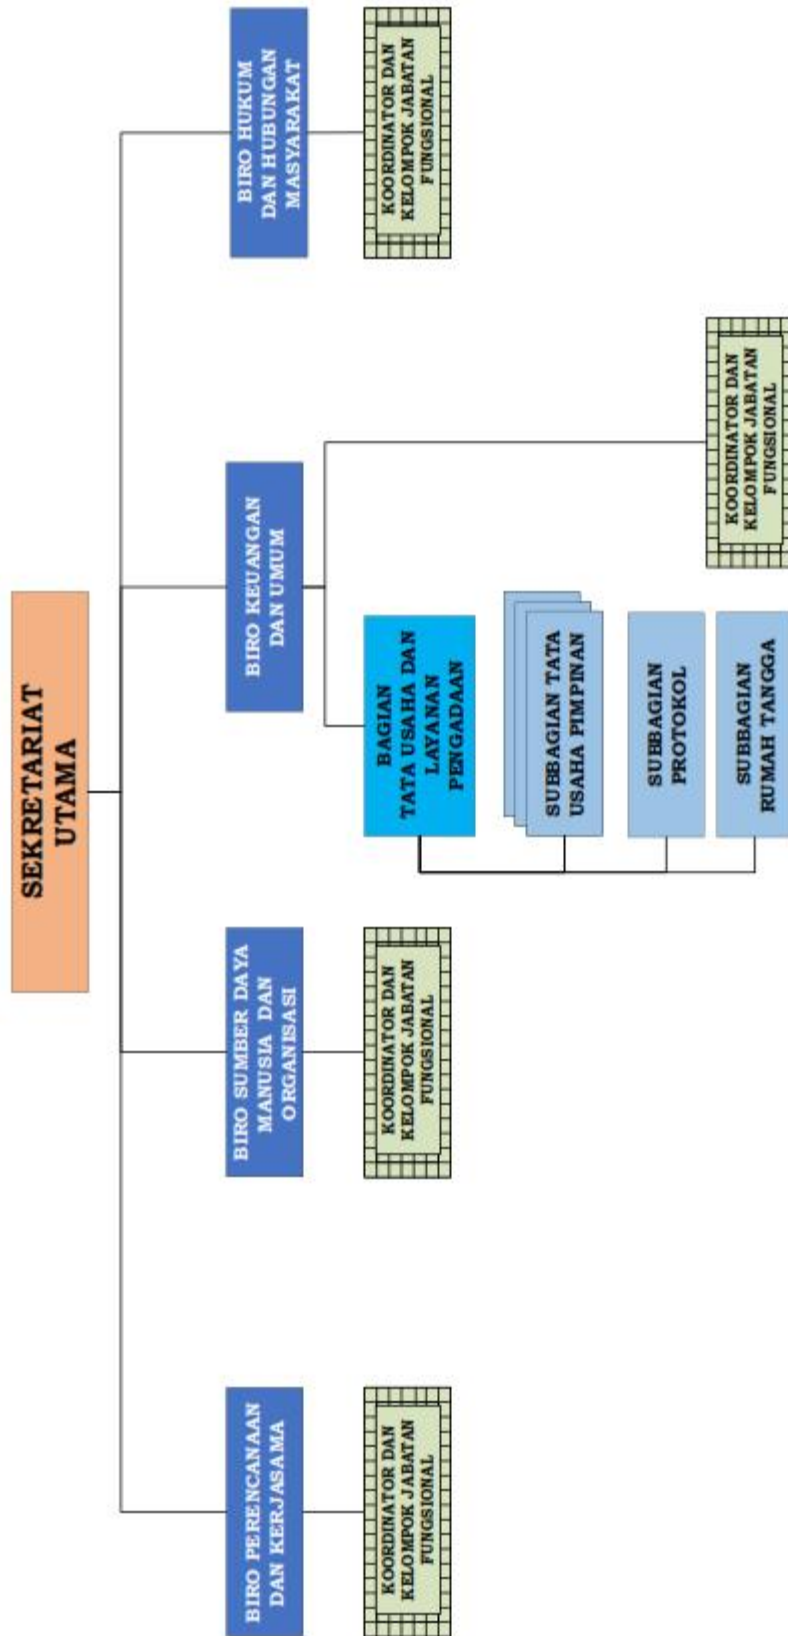 SEKRETARIAT
UTAMA
BIRO PERENCANAAN
DAN KERJASAMA
BIRO SUMBER DAYA
MANUSIA DAN
ORGANISASI
BIRO KEUANGAN
DAN UMUM
BIRO HUKUM
DAN HUBUNGAN
MASYARAKAT
KOORDINATOR DAN
KELOMPOK JABATAN
FUNGSIONAL
KOORDINATOR DAN
KELOMPOK JABATAN
FUNGSIONAL
BAGIAN
TATA USAHA DAN
LAYANAN
PENGADAAN
KOORDINATOR DAN
KELOMPOK JABATAN
FUNGSIONAL
SUBBAGIAN TATA
USAHA PIMPINAN
SUBBAGIAN
PROTOKOL
SUBBAGIAN
RUMAH TANGGA
KOORDINATOR DAN
KELOMPOK JABATAN
FUNGSIONAL